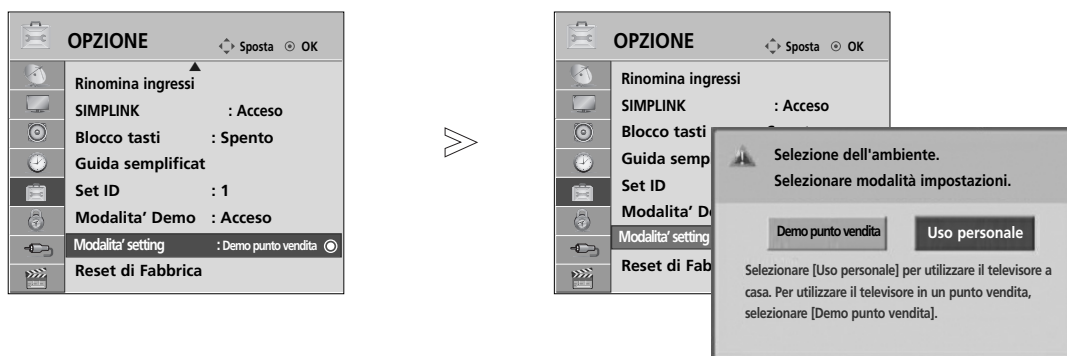 OPZIONE
Sposta OK
Rinomina ingressi
SIMPLINK : Acceso
Blocco tasti : Spento
Guida semplificat
Set ID : 1
Modalita' Demo : Acceso
Modalita' setting : Demo punto vendita
Reset di Fabbrica
OPZIONE
Sposta OK
Rinomina ingressi
SIMPLINK : Acceso
Blocco tasti
Guida semp
Set ID
Modalita' D
Modalita' setting
Reset di Fab
Selezione dell'ambiente.
Selezionare modalità impostazioni.
Demo punto vendita Uso personale
Selezionare [Uso personale] per utilizzare il televisore a
casa. Per utilizzare il televisore in un punto vendita,
selezionare [Demo punto vendita].